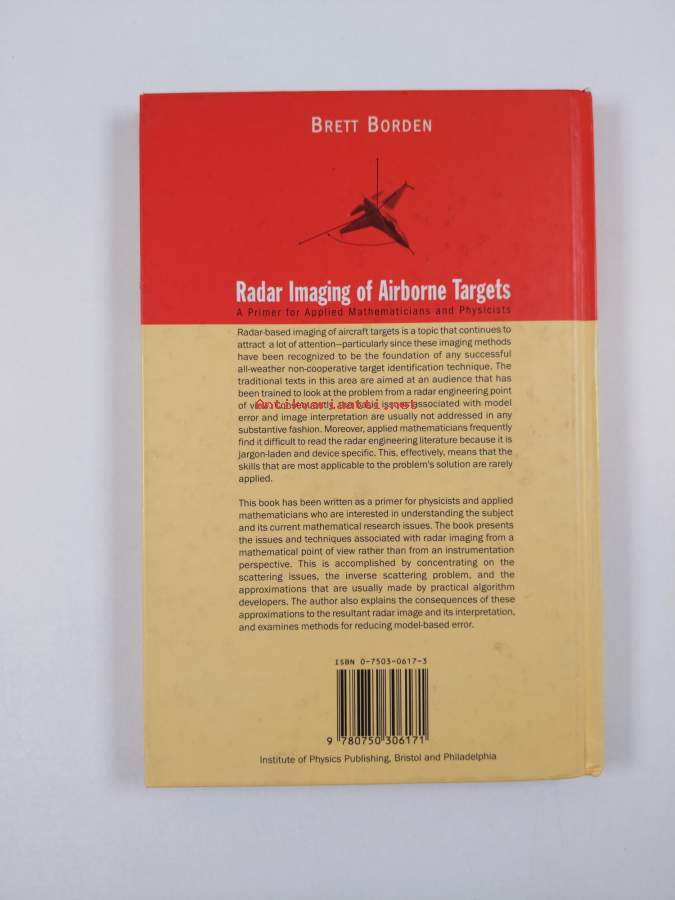 BRETT BORDEN
Radar Imaging of Airborne Targets
A Primer for Applied Mathematicians and Physicists
Radar-based imaging of aircraft targets is a topic that continues to
attract a lot of attention—particularly since these imaging methods
have been recognized to be the foundation of any successful
all-weather non-cooperative target identification technique. The
traditional texts in this area are aimed at an audience that has
been trained to look at the problem from a radar engineering point
of view. Consequently, the basic issues associated with model
Antikvariaatti.net
error and image interpretation are usually not addressed in any
substantive fashion. Moreover, applied mathematicians frequently
find it difficult to read the radar engineering literature because it is
jargon-laden and device specific. This, effectively, means that the
skills that are most applicable to the problem's solution are rarely
applied.
This book has been written as a primer for physicists and applied
mathematicians who are interested in understanding the subject
and its current mathematical research issues. The book presents
the issues and techniques associated with radar imaging from a
mathematical point of view rather than from an instrumentation
perspective. This is accomplished by concentrating on the
scattering issues, the inverse scattering problem, and the
approximations that are usually made by practical algorithm
developers. The author also explains the consequences of these
approximations to the resultant radar image and its interpretation,
and examines methods for reducing model-based error.
ISBN 0-7503-0617-3
9 780750 306171
Institute of Physics Publishing, Bristol and Philadelphia